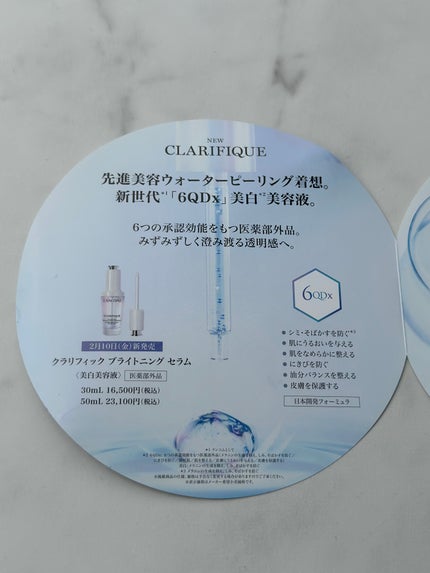 NEW
CLARIFIQUE
先進美容ウォーターピーリング着想。
新世代*1「6QDx」美白*2美容液。
6つの承認効能をもつ医薬部外品。
みずみずしく澄み渡る透明感へ。
LANCOME
2月10日(金)新発売
クラリフィック ブライトニング セラム
〈美白美容液〉 医薬部外品
30mL 16,500円(税込)
50mL 23,100円(税込)
6QDx
● シミ・そばかすを防ぐ*3
● 肌にうるおいを与える
● 肌をなめらかに整える
● にきびを防ぐ
● 油分バランスを整える
● 皮膚を保護する
日本開発フォーミュラ
*1 ランコムとして